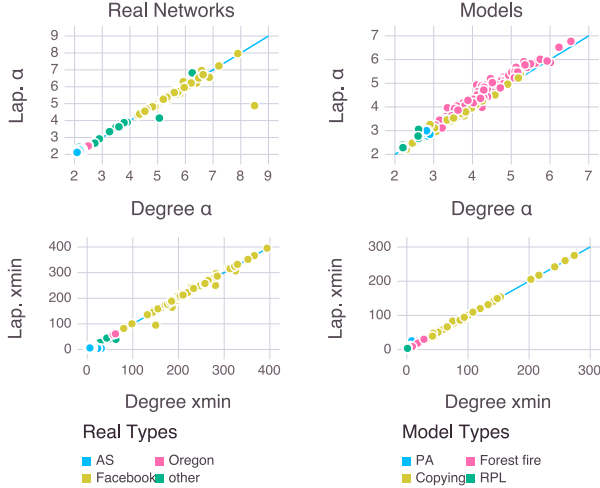 Real Networks
Models
Lap. α
9
8
7
6
5
4
3
2
2 3 4 5 6 7 8 9
Degree α
Lap. α
7
6
5
4
3
2
2 3 4 5 6 7
Degree α
Lap. xmin
400
300
200
100
0
0 100 200 300 400
Degree xmin
Lap. xmin
300
200
100
0
0 100 200 300
Degree xmin
Real Types
AS Oregon
Facebook other
Model Types
PA Forest fire
Copying RPL